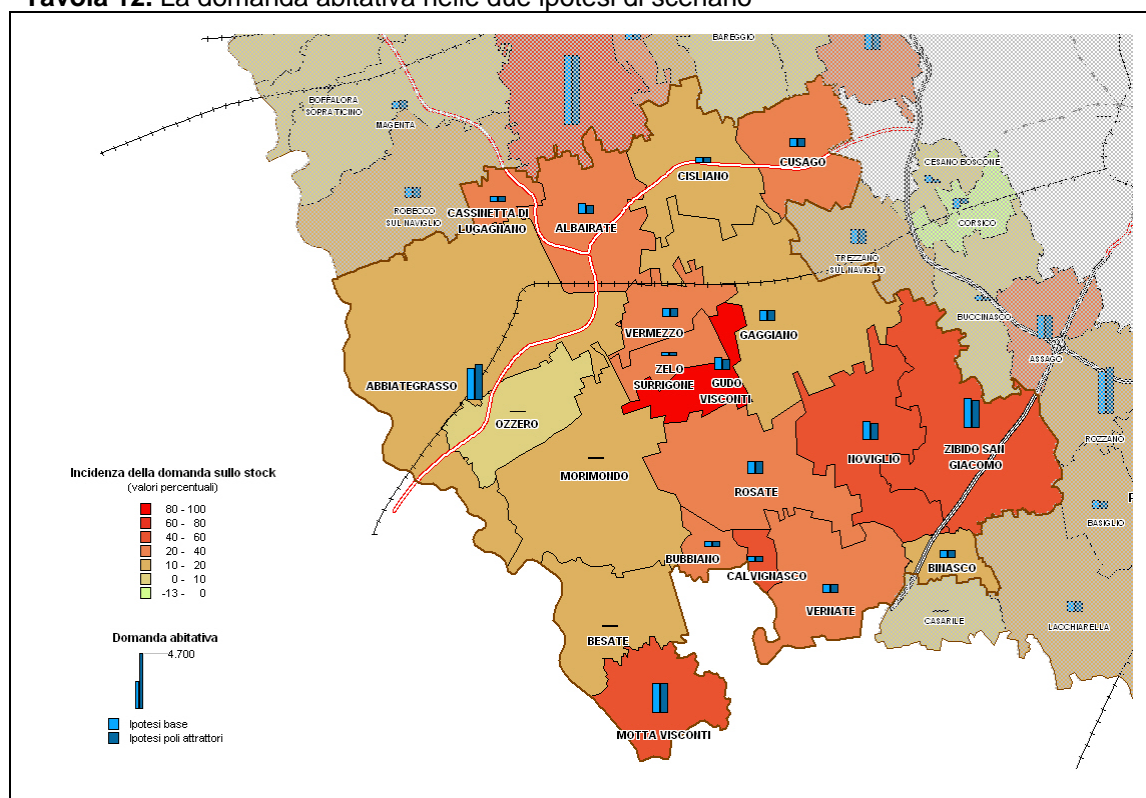 Tavola 12. La domanda abitativa nelle due ipotesi di scenario
BAREGGIO
BOFFALORA
SOPRA TICINO
MAGENTA
CUSAGO
CESANO BOSCONE
CISLIANO
ROBECCO
SUL NAVIGLIO
CASSINETTA DI
LUGAGNANO
ALBAIRATE
CORSICO
TREZZANO
SUL NAVIGLIO
BUCCINASCO
VERMEZZO
GAGGIANO
ASSAGO
ZELO
SURRIGONE
GUDO
VISCONTI
ABBIATEGRASSO
OZZERO
ROZZANO
NOVIGLIO
ZIBIDO SAN
GIACOMO
MORIMONDO
ROSATE
P
BASIGLIO
Incidenza della domanda sullo stock
(valori percentuali)
80 - 100
60 - 80
40 - 60
20 - 40
10 - 20
0 - 10
-13 - 0
BUBBIANO
CALVIGNASCO
BINASCO
VERNATE
CASARILE
LACCHIARELLA
BESATE
Domanda abitativa
4.700
Ipotesi base
Ipotesi poli attrattori
MOTTA VISCONTI